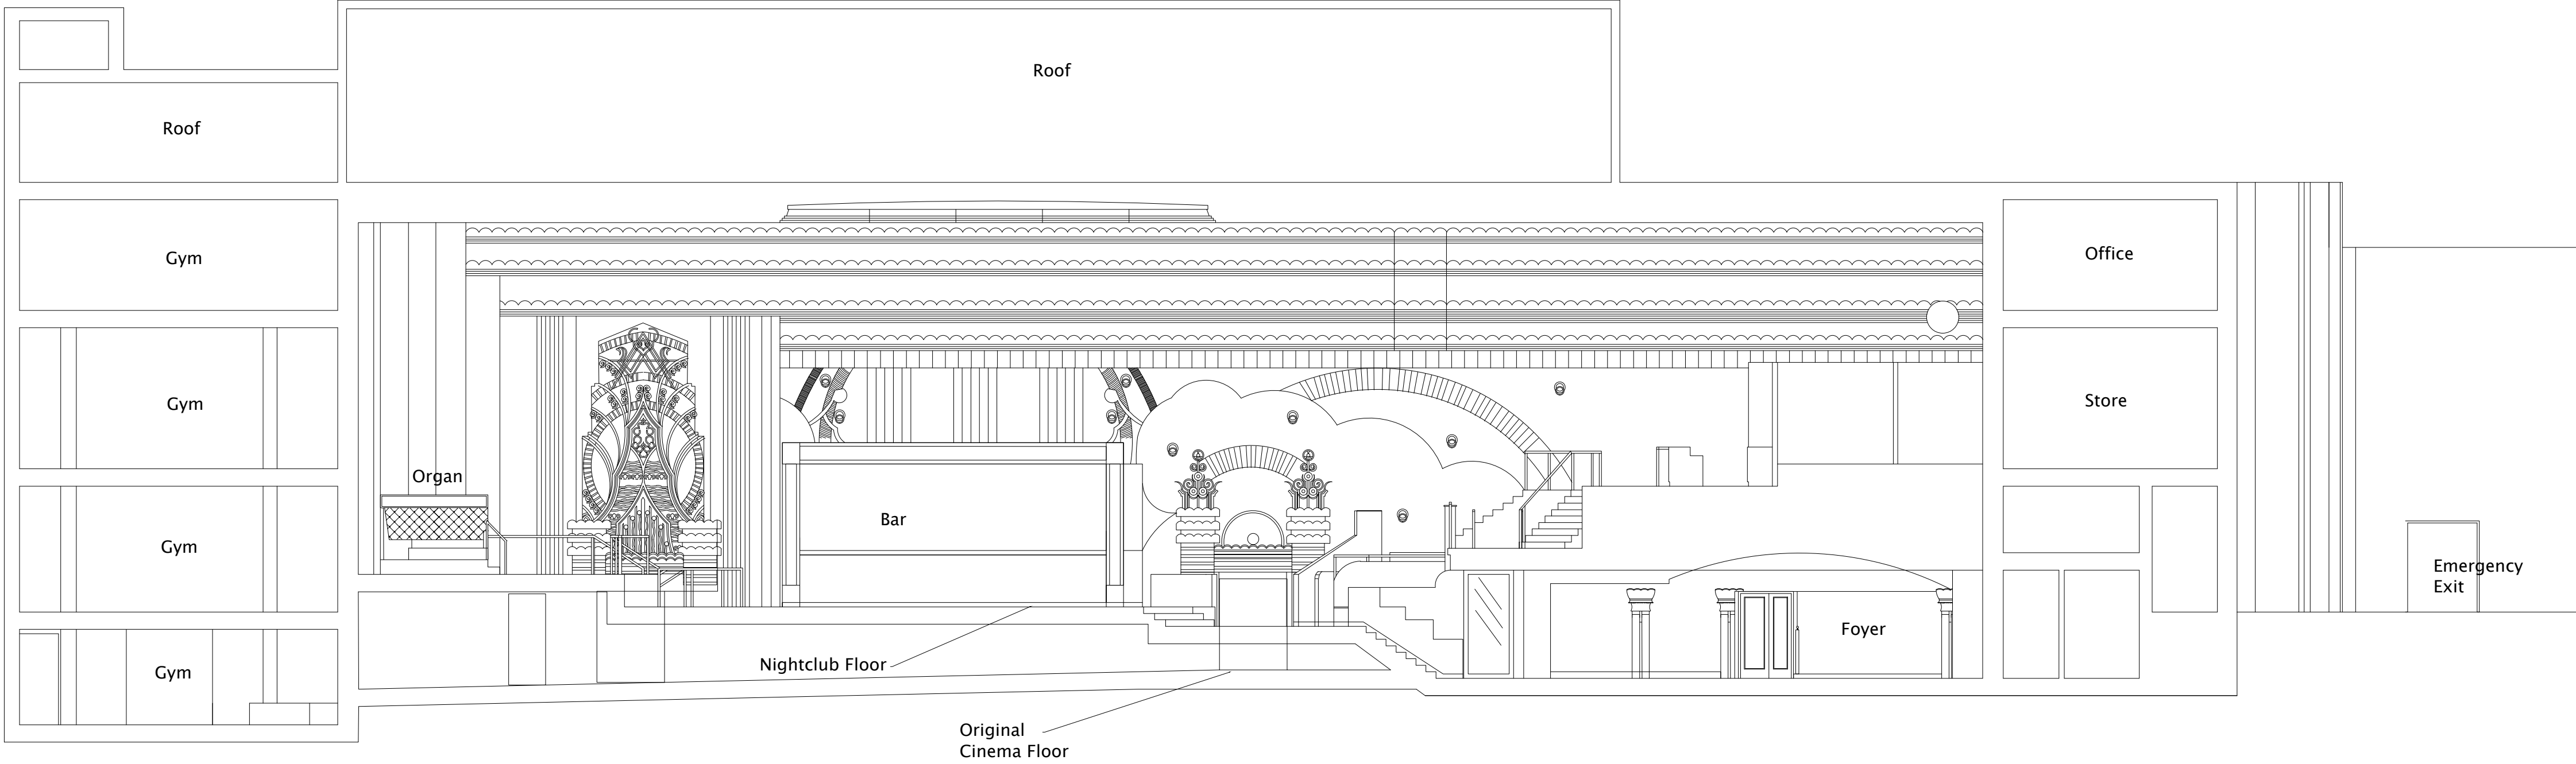 Roof
Roof
Gym
Office
Gym
Store
Organ
Bar
Gym
Emergency
Exit
Foyer
Nightclub Floor
Gym
Original
Cinema Floor